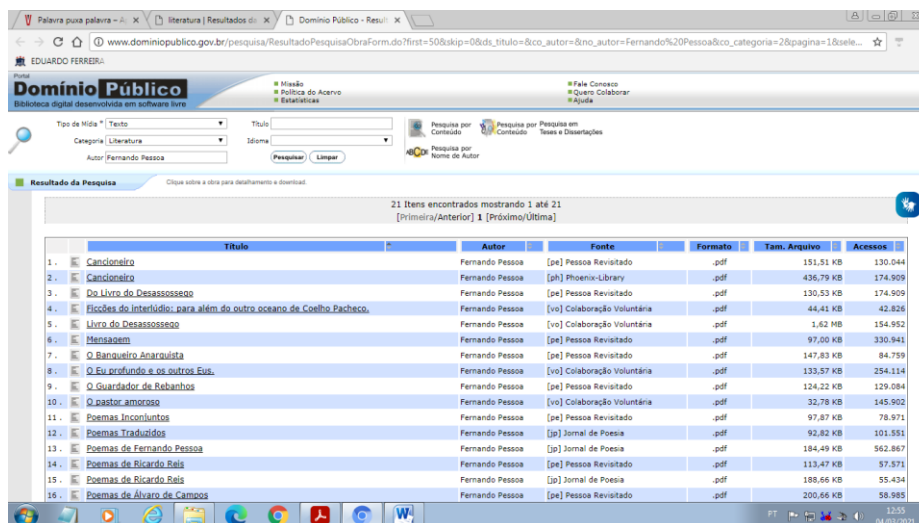 Palavra puxa palavra – A
literatura | Resultados da
Domínio Público - Result
www.dominiopublico.gov.br/pesquisa/ResultadoPesquisaObraForm.do?first=50&skip=0&ds_titulo=&co_autor=&no_autor=Fernando%20Pessoa&co_categoria=2&pagina=1&sele...
EDUARDO FERREIRA
Portal
Domínio Público
Biblioteca digital desenvolvida em software livre
Missão
Política do Acervo
Estatísticas
Fale Conosco
Quero Colaborar
Ajuda
Tipo de Mídia * Texto
Título
Categoria Literatura
Idioma
Autor Fernando Pessoa
Pesquisar Limpar
Pesquisa por Conteúdo
Pesquisa por Conteúdo
Pesquisa em Teses e Dissertações
Pesquisa por Nome de Autor
Resultado da Pesquisa
Clique sobre a obra para detalhamento e download.
21 Itens encontrados mostrando 1 até 21
[Primeira/Anterior] 1 [Próximo/Última]
Título Autor Fonte Formato Tam. Arquivo Acessos
1. Cancioneiro Fernando Pessoa [pe] Pessoa Revisitado .pdf 151,51 KB 130.044
2. Cancioneiro Fernando Pessoa [ph] Phoenix-Library .pdf 436,79 KB 174.909
3. Do Livro do Desassossego Fernando Pessoa [pe] Pessoa Revisitado .pdf 130,53 KB 174.909
4. Ficções do interlúdio: para além do outro oceano de Coelho Pacheco. Fernando Pessoa [vo] Colaboração Voluntária .pdf 44,41 KB 42.826
5. Livro do Desassossego Fernando Pessoa [vo] Colaboração Voluntária .pdf 1,62 MB 154.952
6. Mensagem Fernando Pessoa [pe] Pessoa Revisitado .pdf 97,00 KB 330.941
7. O Banqueiro Anarquista Fernando Pessoa [pe] Pessoa Revisitado .pdf 147,83 KB 84.759
8. O Eu profundo e os outros Eus. Fernando Pessoa [vo] Colaboração Voluntária .pdf 133,57 KB 254.114
9. O Guardador de Rebanhos Fernando Pessoa [pe] Pessoa Revisitado .pdf 124,22 KB 129.084
10. O pastor amoroso Fernando Pessoa [vo] Colaboração Voluntária .pdf 32,78 KB 145.902
11. Poemas Inconjuntos Fernando Pessoa [pe] Pessoa Revisitado .pdf 97,87 KB 78.971
12. Poemas Traduzidos Fernando Pessoa [jp] Jornal de Poesia .pdf 92,82 KB 101.551
13. Poemas de Fernando Pessoa Fernando Pessoa [jp] Jornal de Poesia .pdf 184,49 KB 562.867
14. Poemas de Ricardo Reis Fernando Pessoa [pe] Pessoa Revisitado .pdf 113,47 KB 57.571
15. Poemas de Ricardo Reis Fernando Pessoa [jp] Jornal de Poesia .pdf 188,66 KB 55.434
16. Poemas de Álvaro de Campos Fernando Pessoa [pe] Pessoa Revisitado .pdf 200,66 KB 58.985
PT
12:55